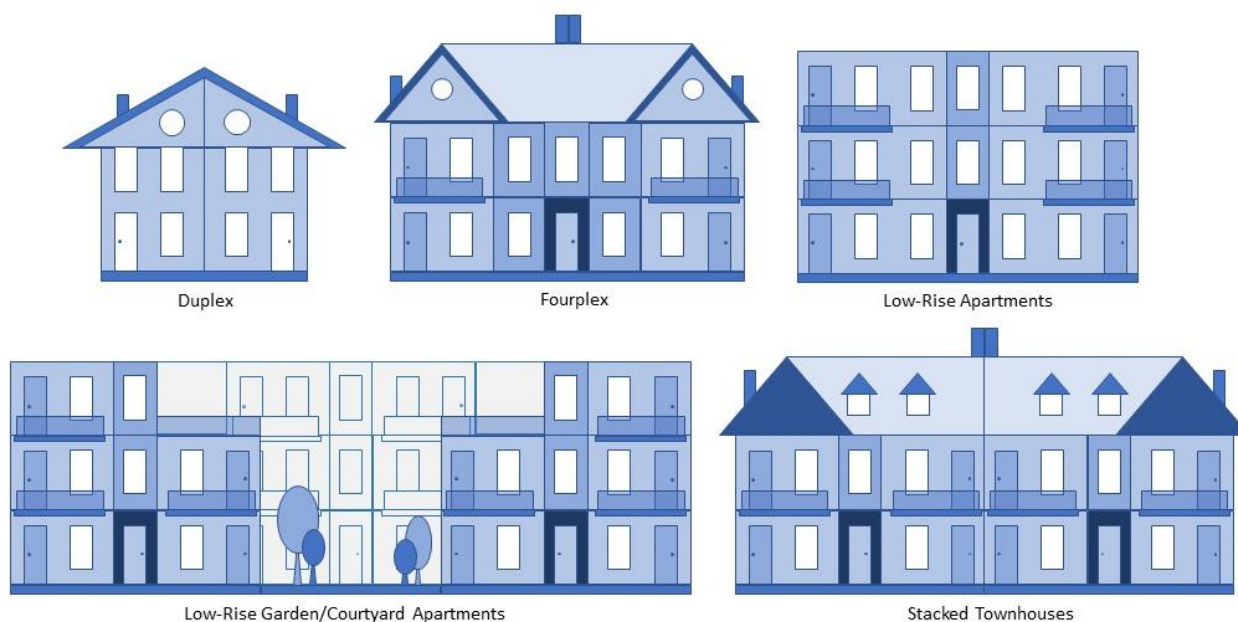 Duplex
Fourplex
Low-Rise Apartments
Low-Rise Garden/Courtyard Apartments
Stacked Townhouses